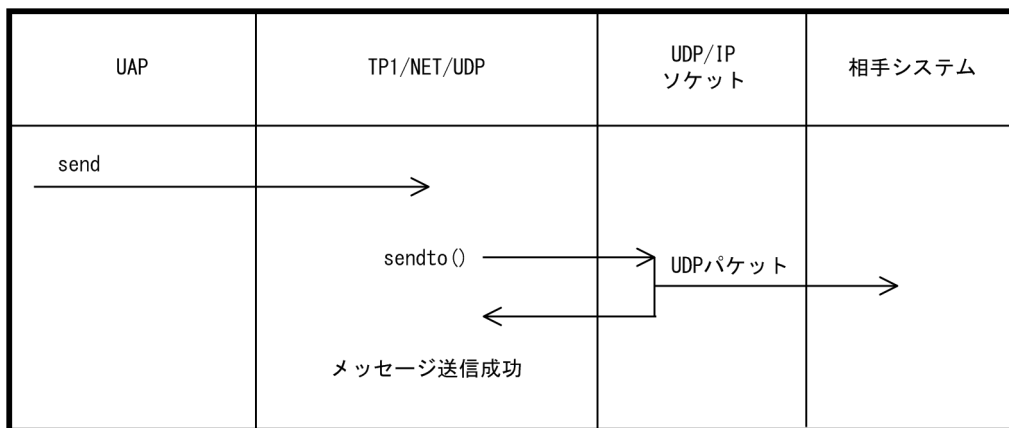 UAP
TP1/NET/UDP
UDP/IP
ソケット
相手システム
send
sendto()
UDPパケット
メッセージ送信成功